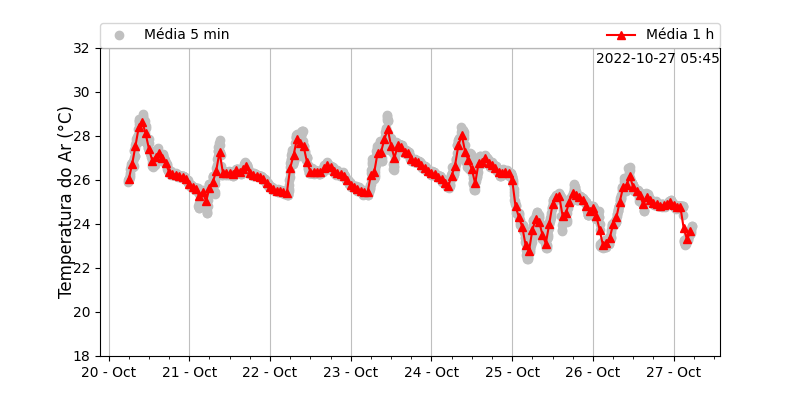 Média 5 min
Média 1 h
2022-10-27 05:45
Temperatura do Ar (°C)
32
30
28
26
24
22
20
18
20 - Oct
21 - Oct
22 - Oct
23 - Oct
24 - Oct
25 - Oct
26 - Oct
27 - Oct